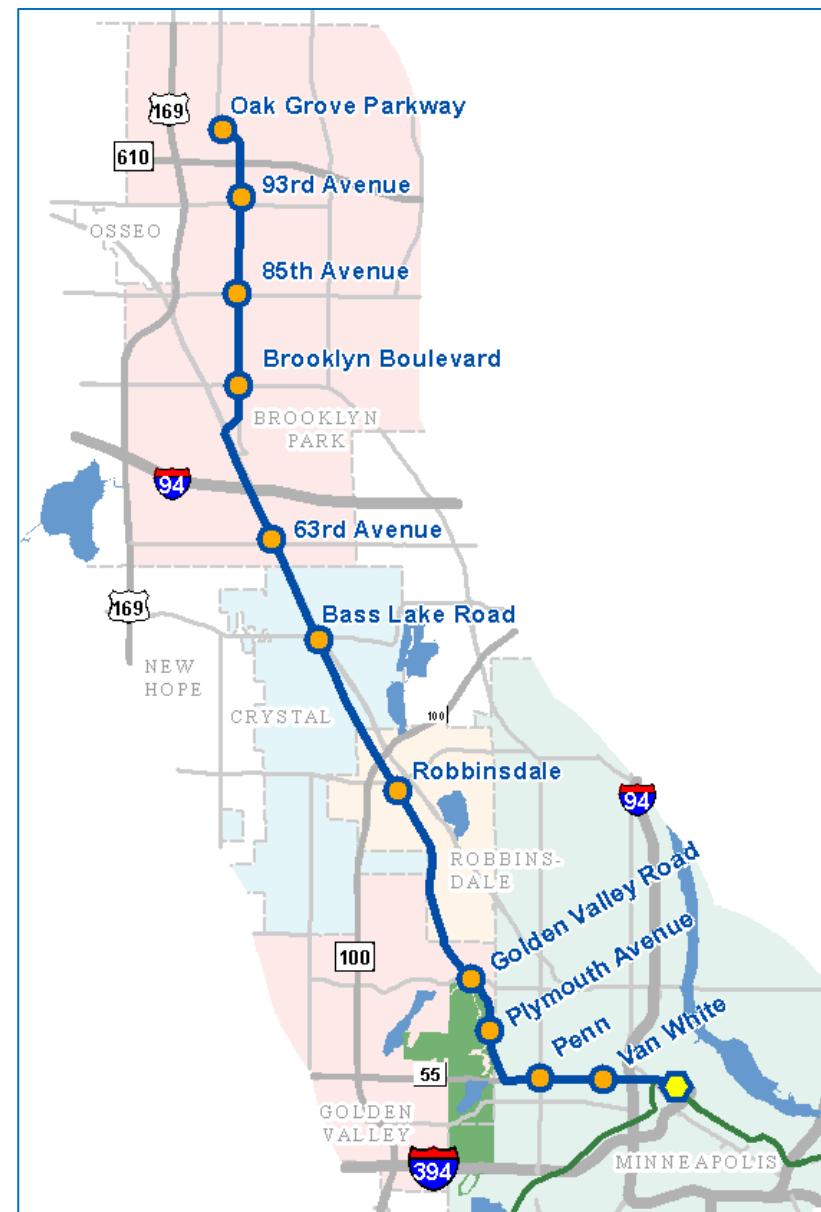 169
Oak Grove Parkway
610
93rd Avenue
OSSEO
85th Avenue
Brooklyn Boulevard
BROOKLYN
PARK
94
63rd Avenue
169
Bass Lake Road
NEW
HOPE
CRYSTAL
100
Robbinsdale
94
ROBBINS-
DALE
Golden Valley Road
100
Plymouth Avenue
Penn
Van White
55
GOLDEN
VALLEY
394
MINNEAPOLIS